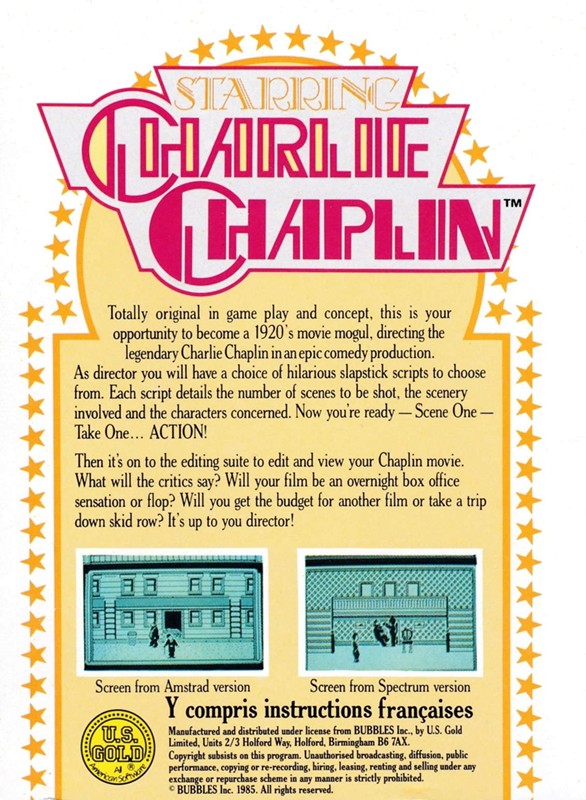 STARRING
CHARLIE
CHAPLIN™
Totally original in game play and concept, this is your
opportunity to become a 1920's movie mogul, directing the
legendary Charlie Chaplin in an epic comedy production.
As director you will have a choice of hilarious slapstick scripts to choose
from. Each script details the number of scenes to be shot, the scenery
involved and the characters concerned. Now you're ready — Scene One —
Take One... ACTION!
Then it's on to the editing suite to edit and view your Chaplin movie.
What will the critics say? Will your film be an overnight box office
sensation or flop? Will you get the budget for another film or take a trip
down skid row? It's up to you director!
Screen from Amstrad version
Screen from Spectrum version
Y compris instructions françaises
U.S.
GOLD®
All American Software
Manufactured and distributed under license from BUBBLES Inc., by U.S. Gold
Limited, Units 2/3 Holford Way, Holford, Birmingham B6 7AX.
Copyright subsists on this program. Unauthorised broadcasting, diffusion, public
performance, copying or re-recording, hiring, leasing, renting and selling under any
exchange or repurchase scheme in any manner is strictly prohibited.
© BUBBLES Inc. 1985. All rights reserved.